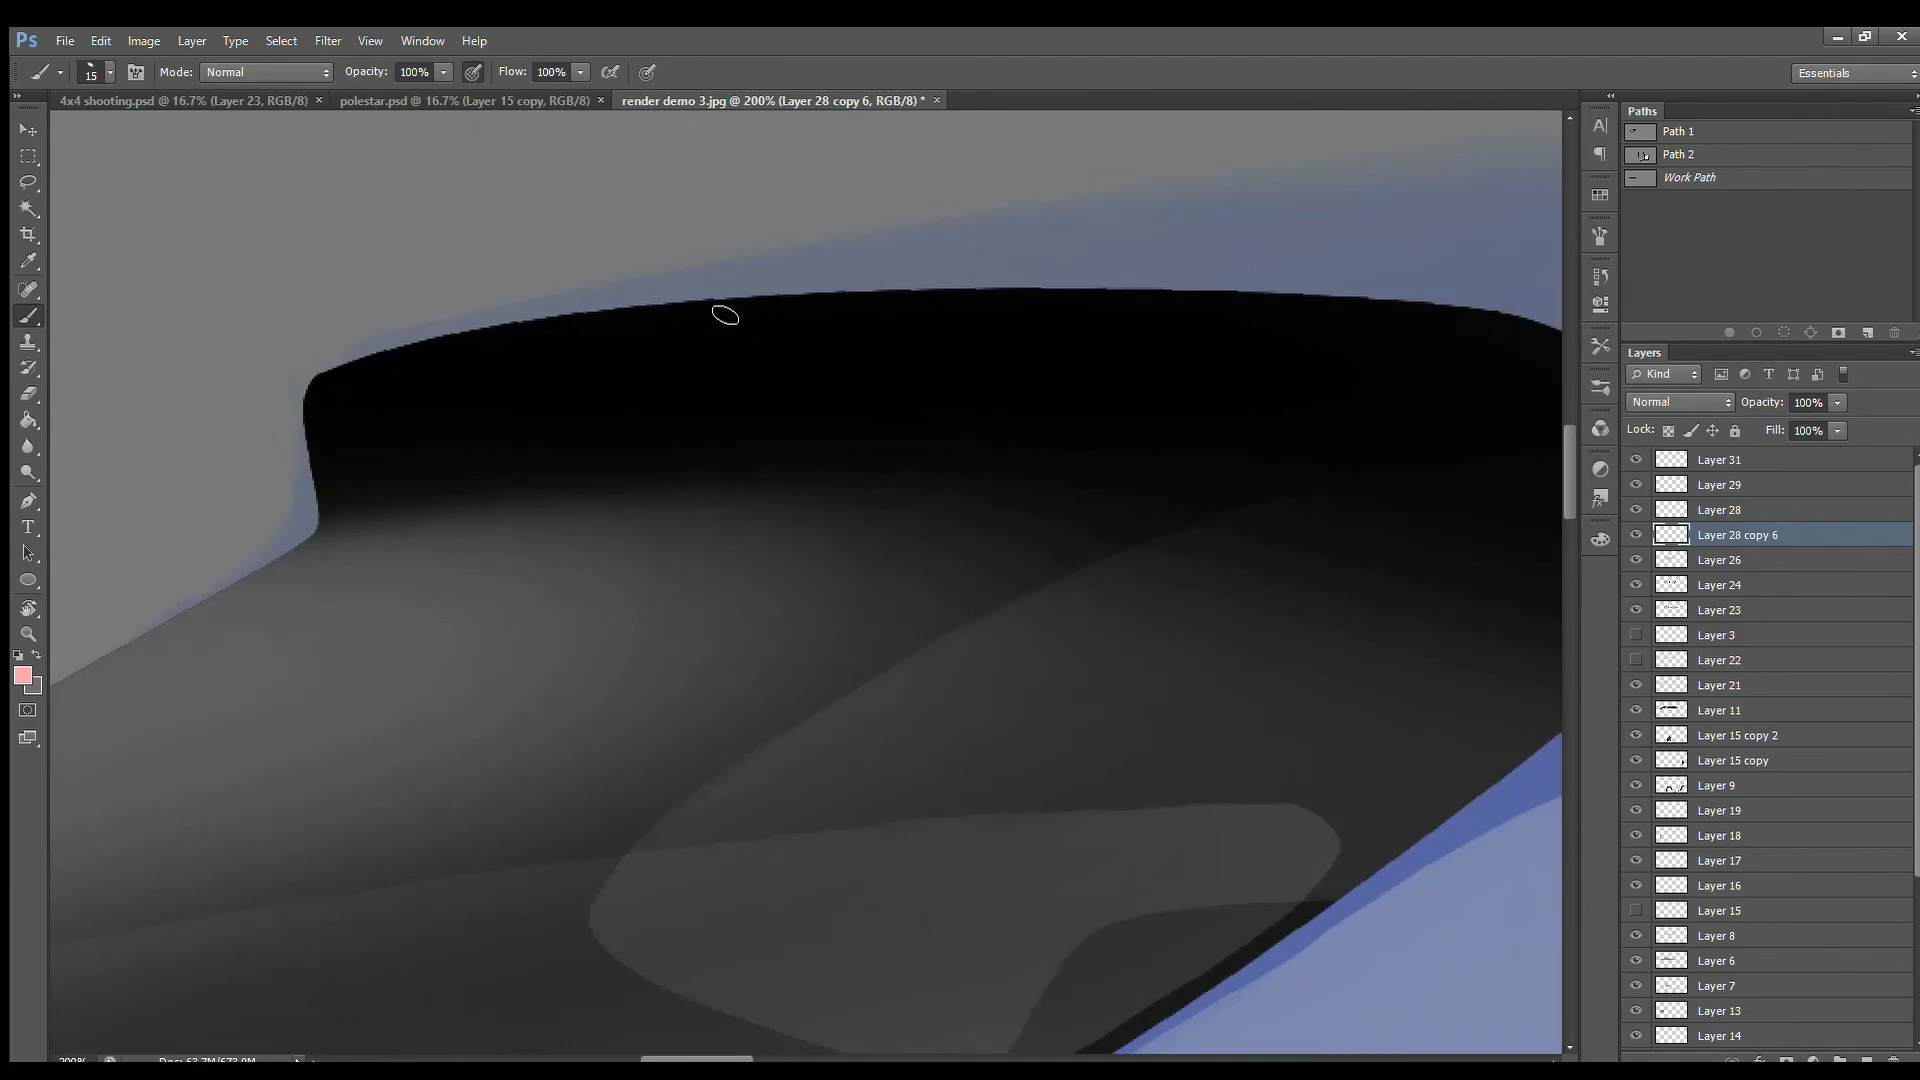 Ps File Edit Image Layer Type Select Filter View Window Help
15 Mode: Normal Opacity: 100% Flow: 100% Essentials
4x4 shooting.psd @ 16.7% (Layer 23, RGB/8) × polestar.psd @ 16.7% (Layer 15 copy, RGB/8) × render demo 3.jpg @ 200% (Layer 28 copy 6, RGB/8) * ×
Paths
Path 1
Path 2
Work Path
Layers
Kind
Normal Opacity: 100%
Lock: Fill: 100%
Layer 31
Layer 29
Layer 28
Layer 28 copy 6
Layer 26
Layer 24
Layer 23
Layer 3
Layer 22
Layer 21
Layer 11
Layer 15 copy 2
Layer 15 copy
Layer 9
Layer 19
Layer 18
Layer 17
Layer 16
Layer 15
Layer 8
Layer 6
Layer 7
Layer 13
Layer 14